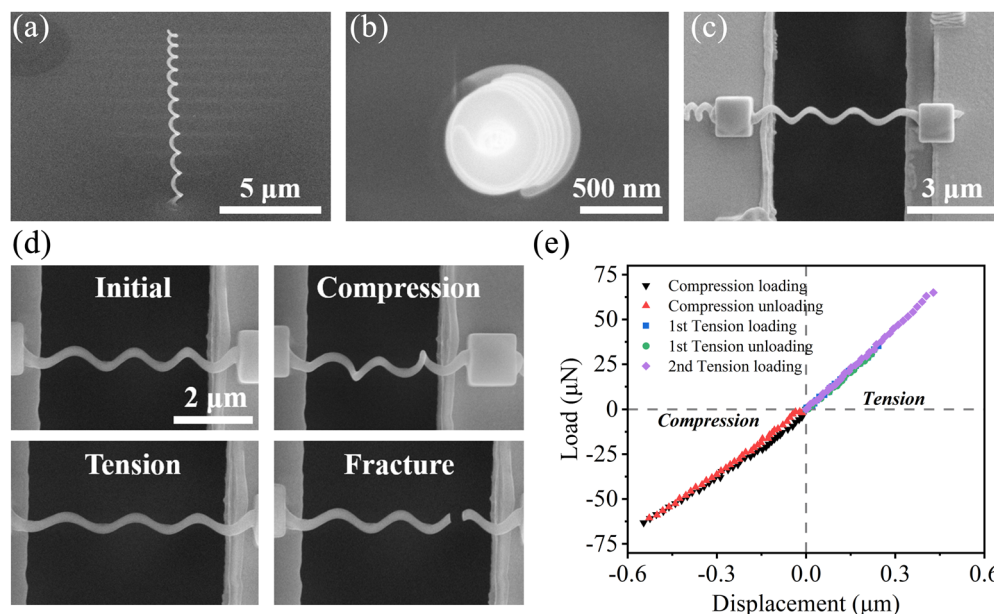 (a)
5 μm
(b)
500 nm
(c)
3 μm
(d)
Initial
2 μm
Compression
Tension
Fracture
(e)
Load (μN)
75
50
25
0
-25
-50
-75
Compression loading
Compression unloading
1st Tension loading
1st Tension unloading
2nd Tension loading
Tension
Compression
-0.6
-0.3
0.0
0.3
0.6
Displacement (μm)